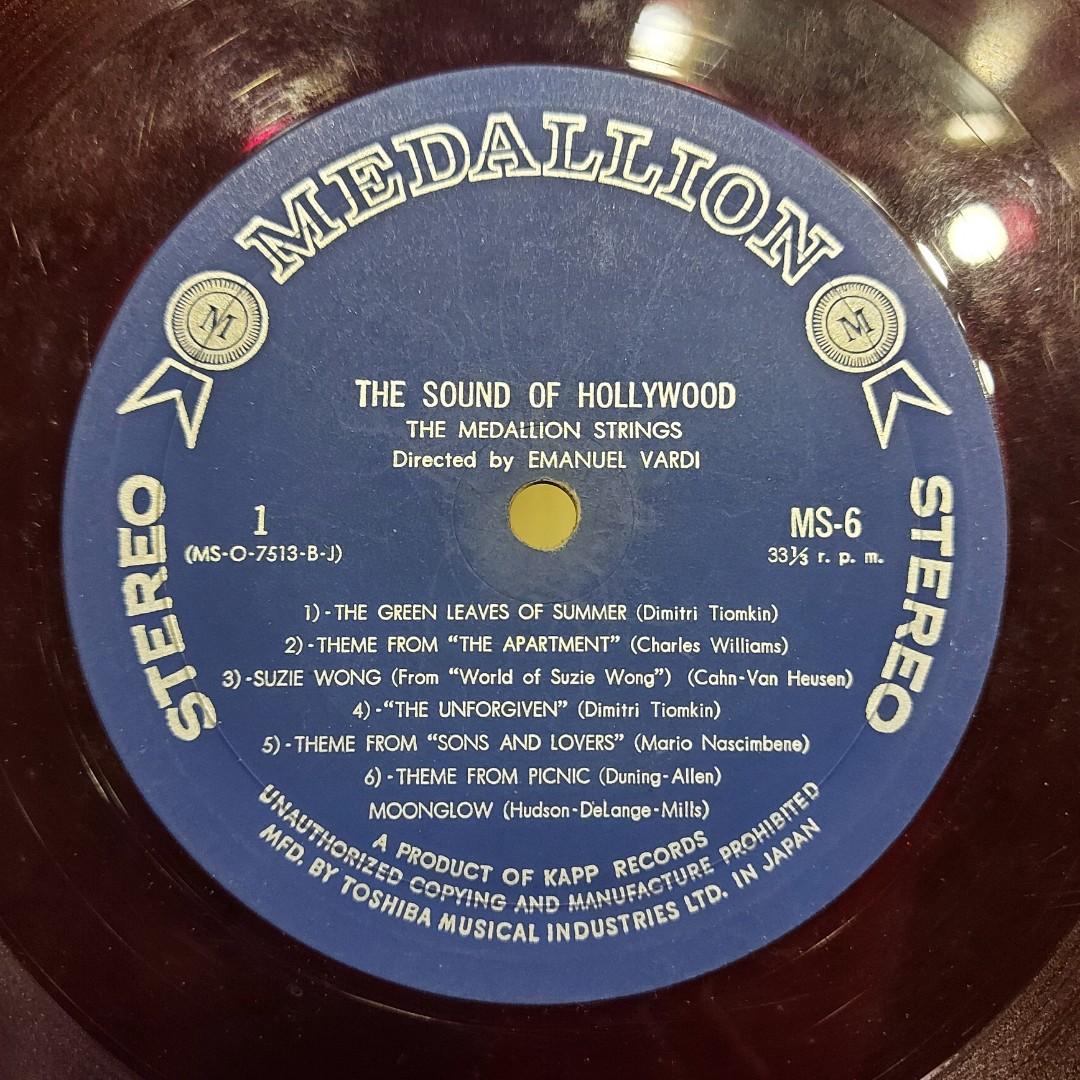 MEDALLION
M
M
THE SOUND OF HOLLYWOOD
THE MEDALLION STRINGS
Directed by EMANUEL VARDI
STEREO
1
(MS-O-7513-B-J)
MS-6
33⅓ r. p. m.
STEREO
1)-THE GREEN LEAVES OF SUMMER (Dimitri Tiomkin)
2)-THEME FROM “THE APARTMENT” (Charles Williams)
3)-SUZIE WONG (From “World of Suzie Wong”) (Cahn-Van Heusen)
4)-“THE UNFORGIVEN” (Dimitri Tiomkin)
5)-THEME FROM “SONS AND LOVERS” (Mario Nascimbene)
6)-THEME FROM PICNIC (Duning-Allen)
MOONGLOW (Hudson-DeLange-Mills)
A PRODUCT OF KAPP RECORDS
UNAUTHORIZED COPYING AND MANUFACTURE PROHIBITED
MFD. BY TOSHIBA MUSICAL INDUSTRIES LTD. IN JAPAN